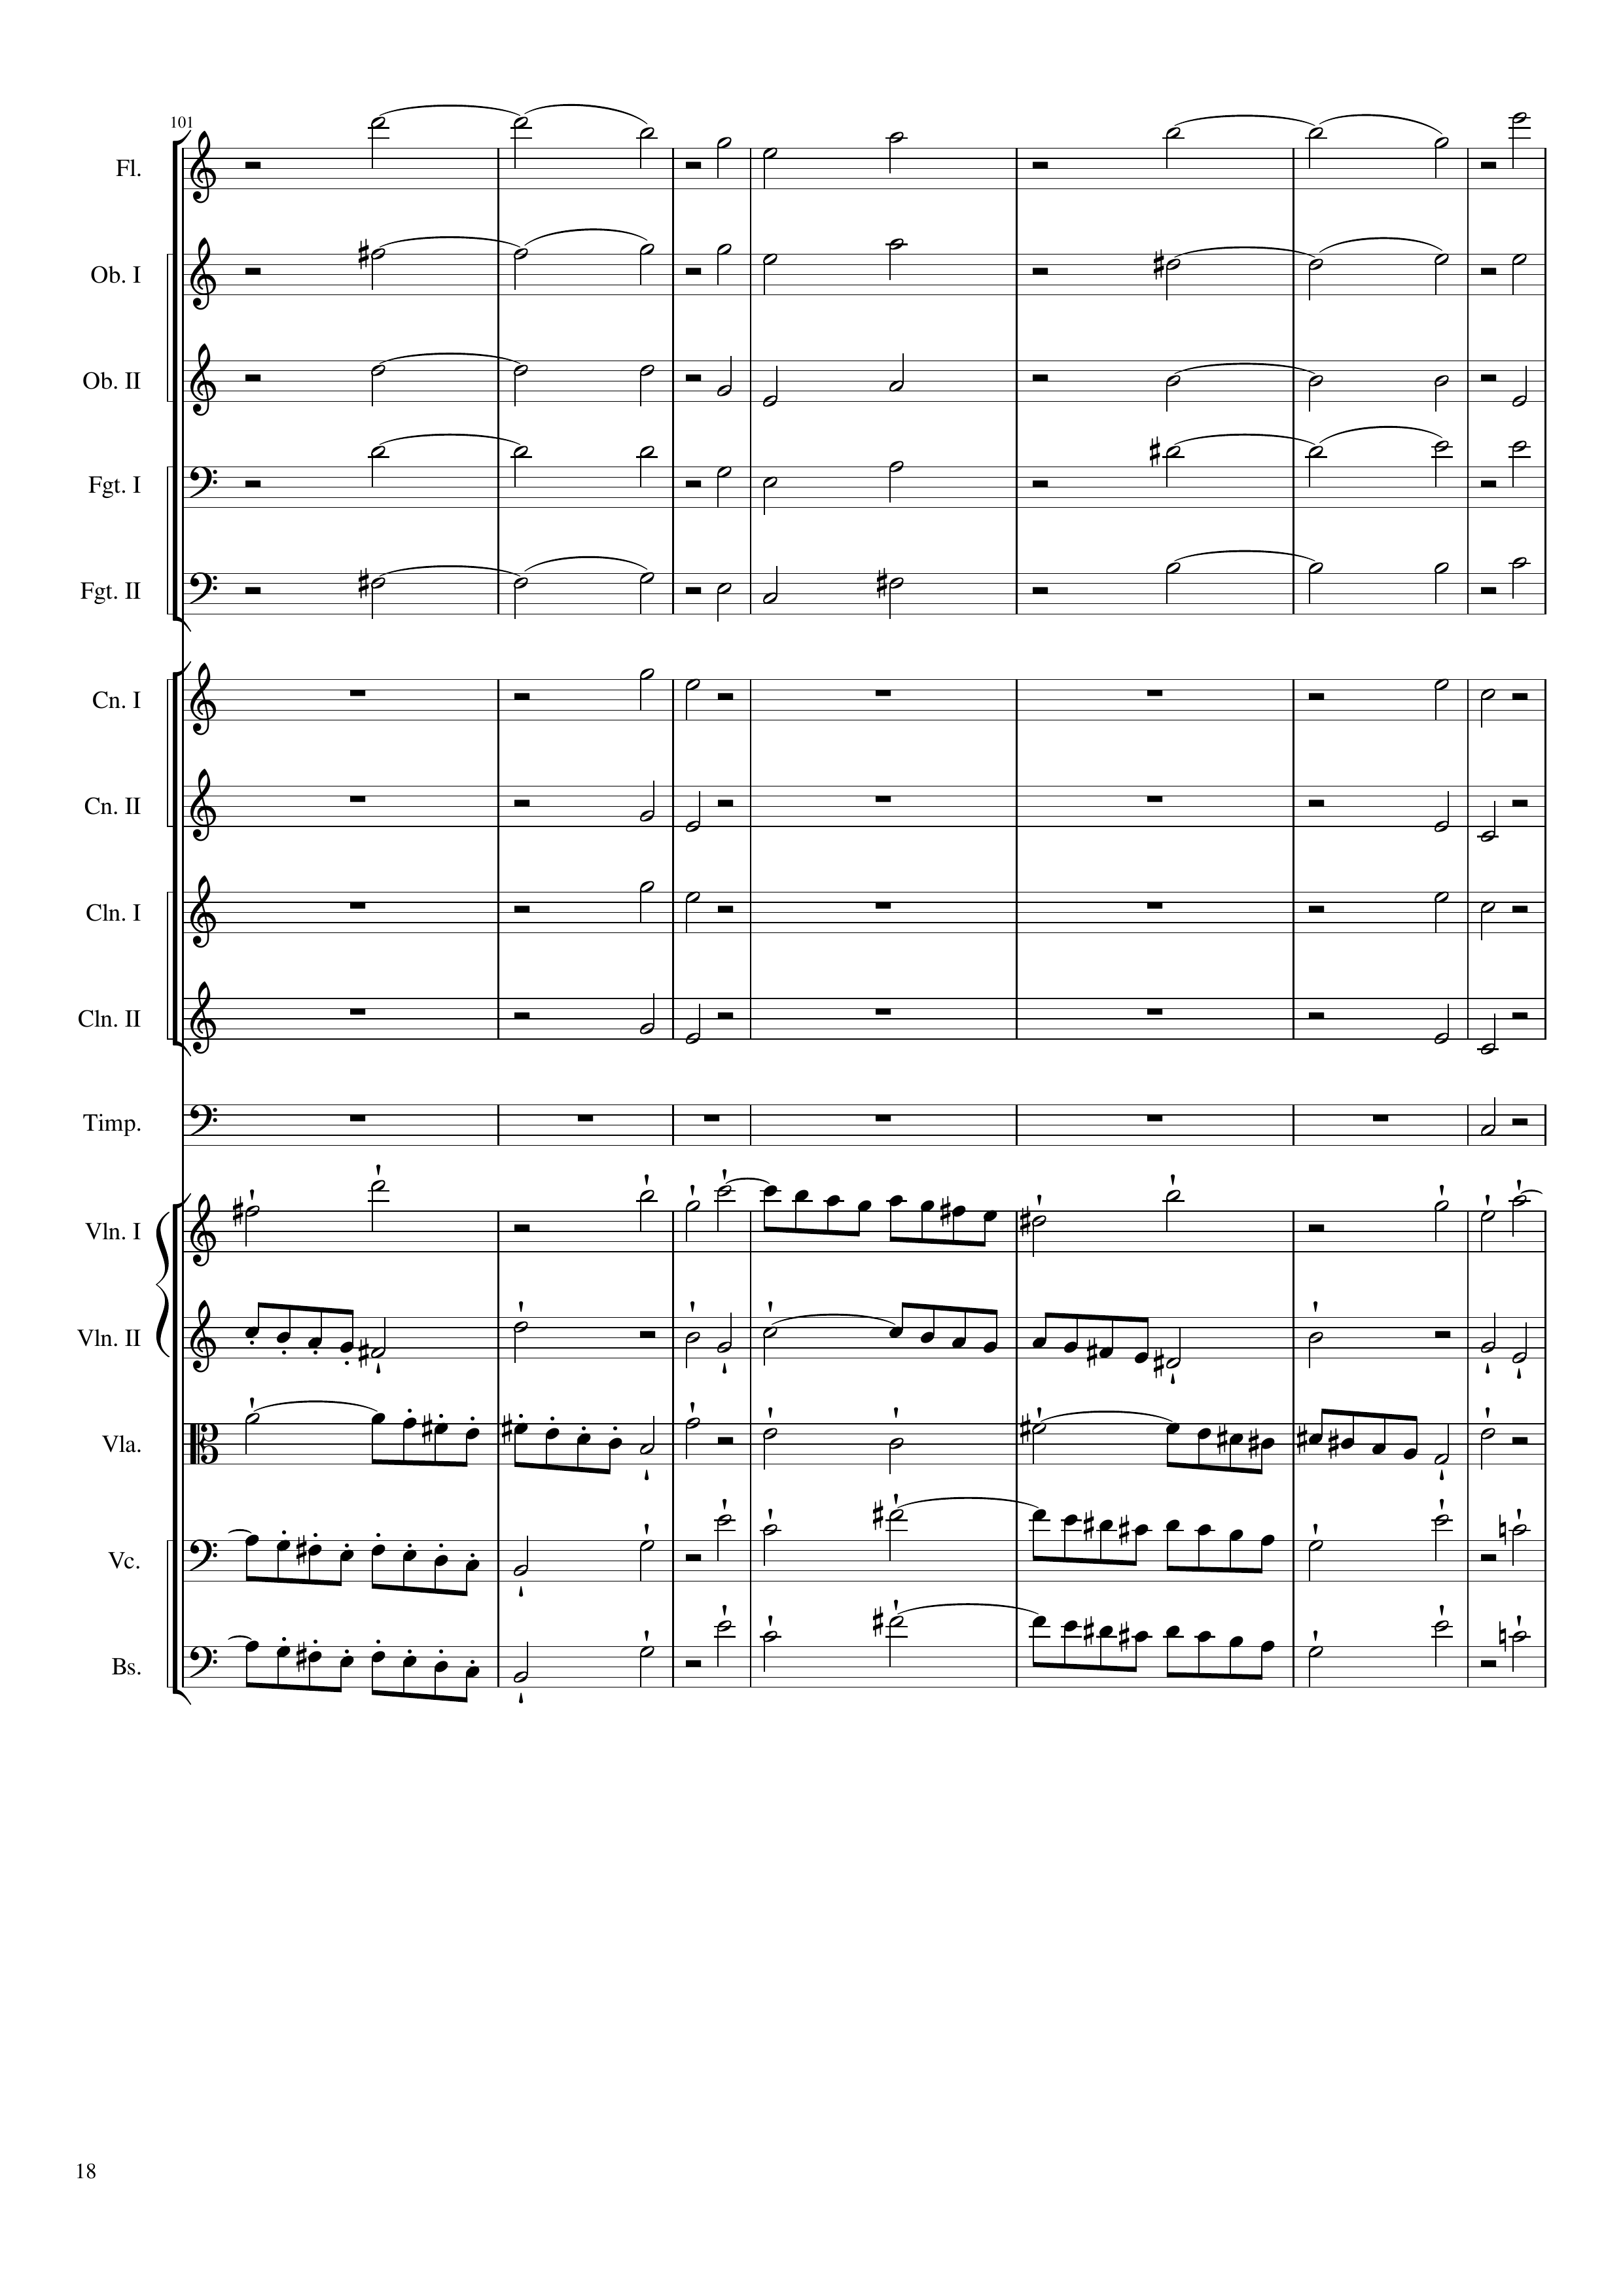 101
Fl.
Ob. I
Ob. II
Fgt. I
Fgt. II
Cn. I
Cn. II
Cln. I
Cln. II
Timp.
Vln. I
Vln. II
Vla.
Vc.
Bs.
18